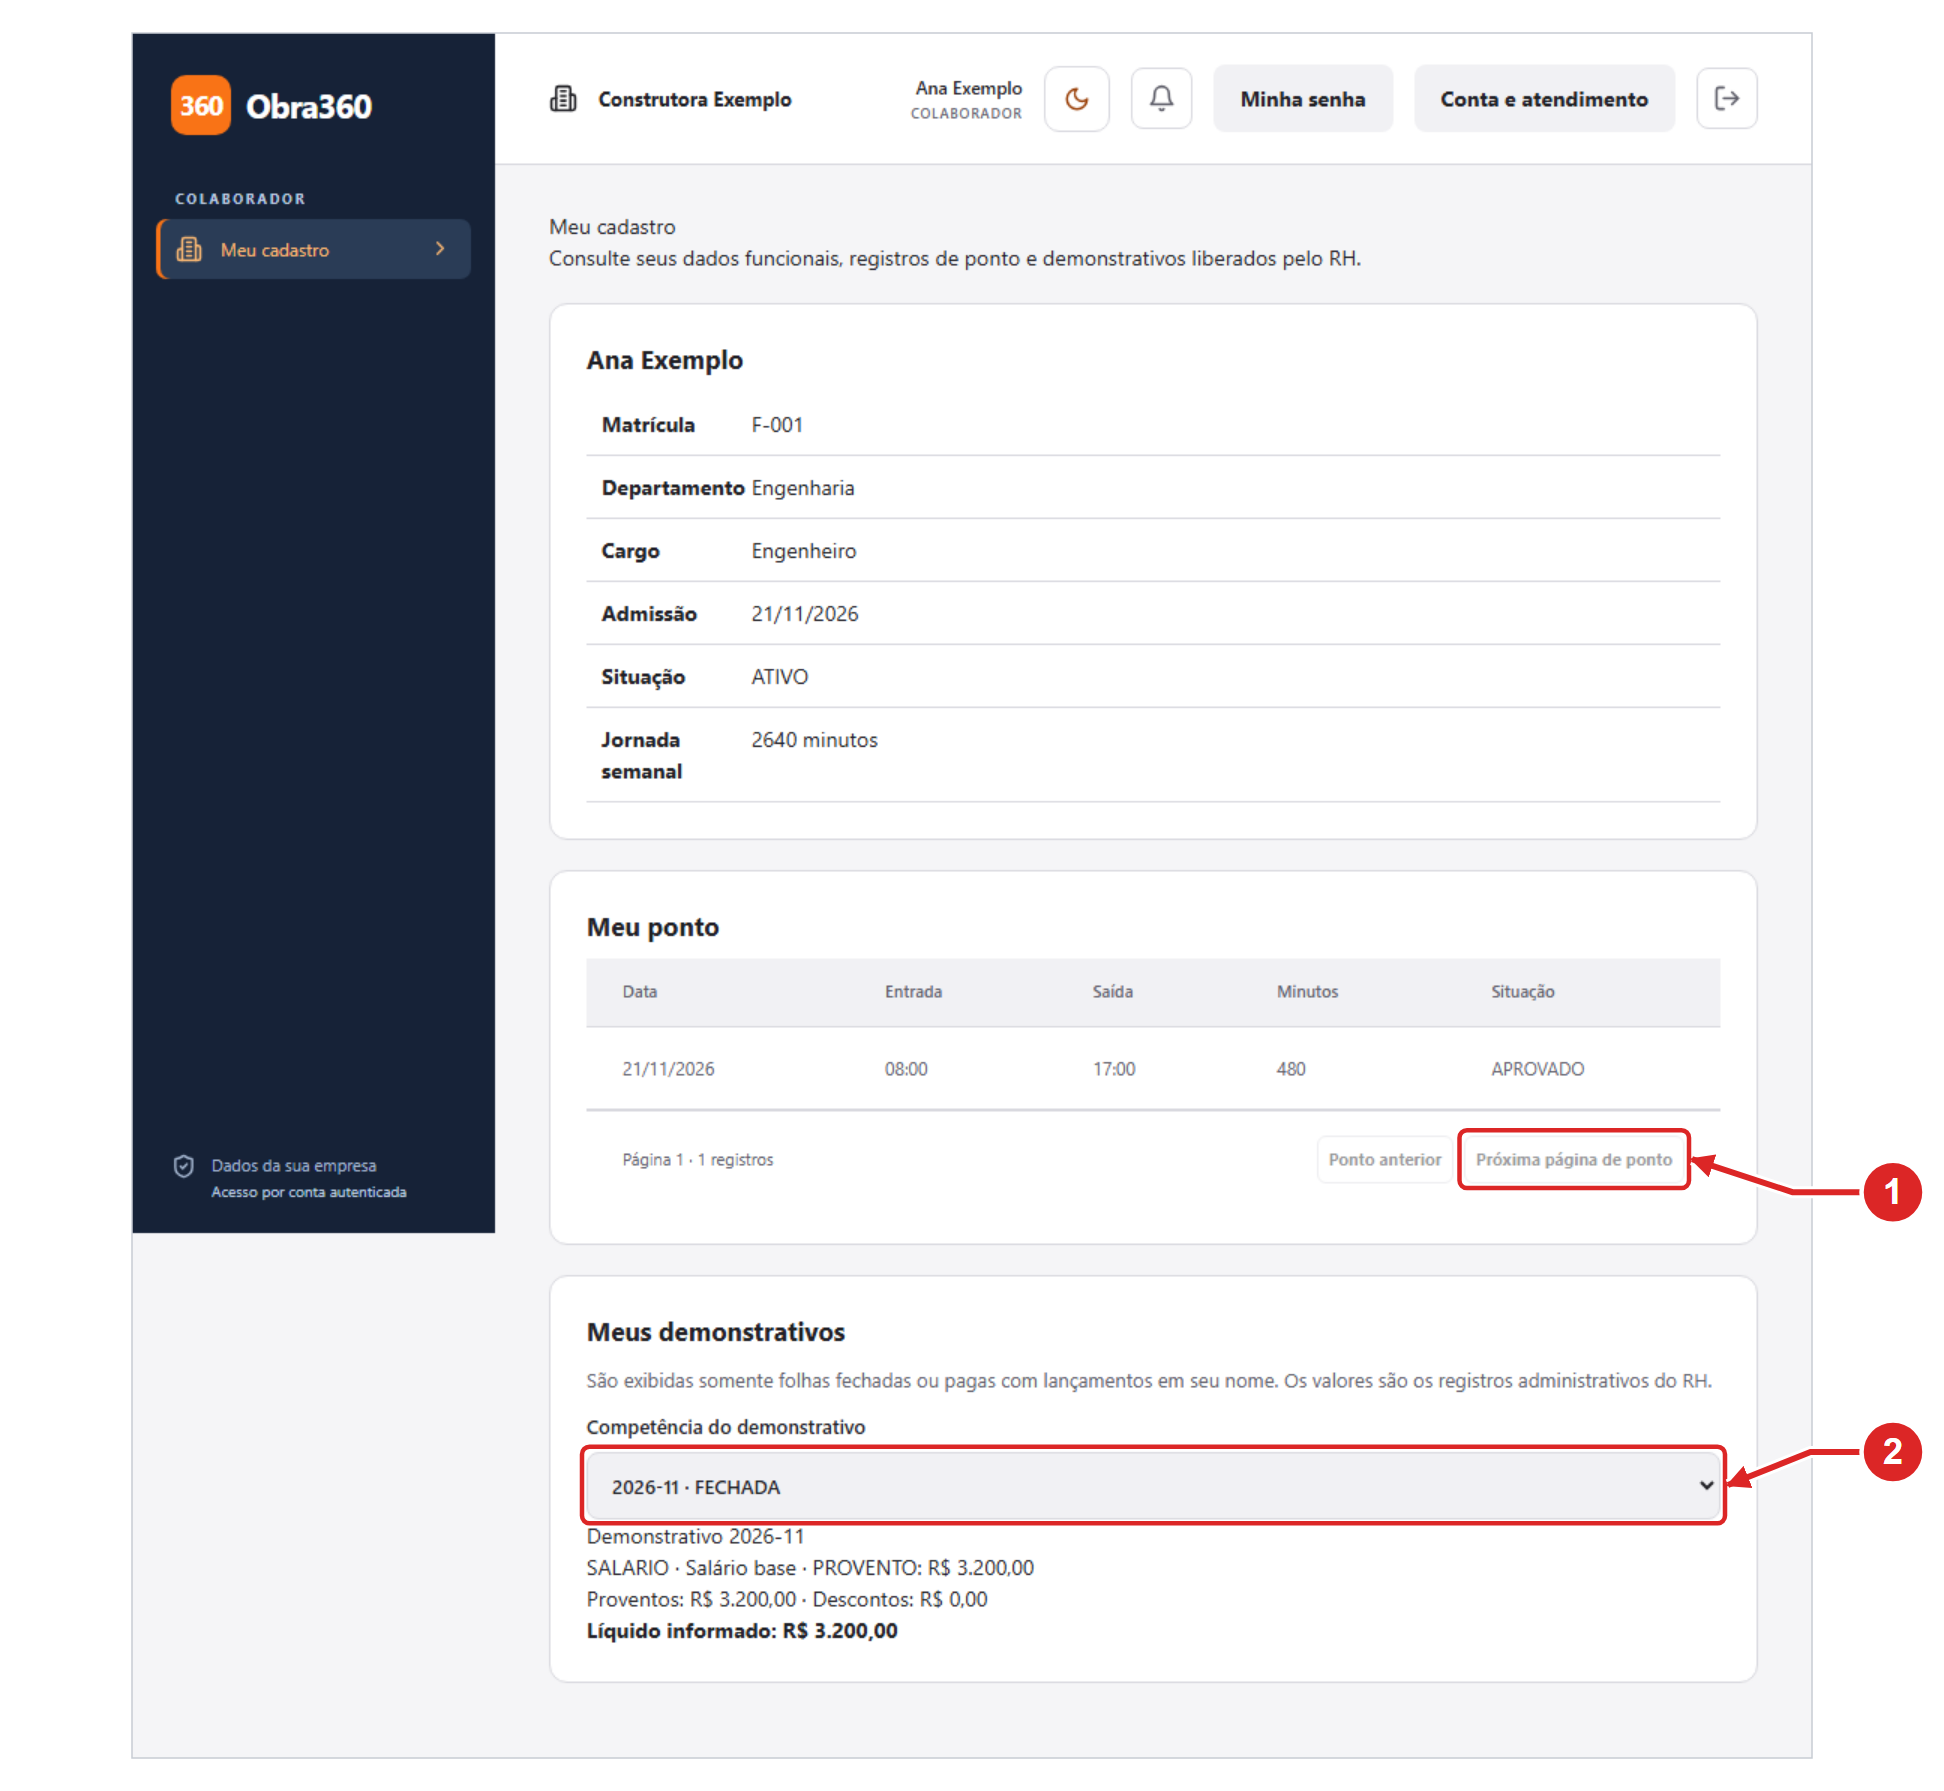 360 Obra360
COLABORADOR
Meu cadastro
Dados da sua empresa
Acesso por conta autenticada
Construtora Exemplo
Ana Exemplo
COLABORADOR
Minha senha
Conta e atendimento
Meu cadastro
Consulte seus dados funcionais, registros de ponto e demonstrativos liberados pelo RH.
Ana Exemplo
Matrícula F-001
Departamento Engenharia
Cargo Engenheiro
Admissão 21/11/2026
Situação ATIVO
Jornada semanal 2640 minutos
Meu ponto
Data Entrada Saída Minutos Situação
21/11/2026 08:00 17:00 480 APROVADO
Página 1 · 1 registros Ponto anterior Próxima página de ponto
1
Meus demonstrativos
São exibidas somente folhas fechadas ou pagas com lançamentos em seu nome. Os valores são os registros administrativos do RH.
Competência do demonstrativo
2026-11 · FECHADA
2
Demonstrativo 2026-11
SALARIO · Salário base · PROVENTO: R$ 3.200,00
Proventos: R$ 3.200,00 · Descontos: R$ 0,00
Líquido informado: R$ 3.200,00